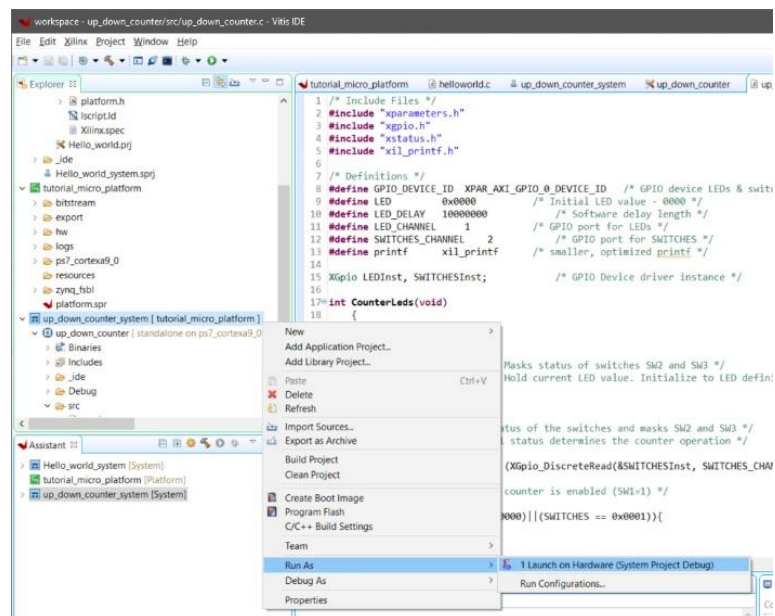 workspace - up_down_counter/src/up_down_counter.c - Vitis IDE
File Edit Xilinx Project Window Help
Explorer
platform.h
lscript.ld
Xilinx.spec
Hello_world.prj
_ide
Hello_world_system.sprj
tutorial_micro_platform
bitstream
export
hw
logs
ps7_cortexa9_0
resources
zynq_fsbl
platform.spr
up_down_counter_system [ tutorial_micro_platform ]
up_down_counter [ standalone on ps7_cortexa9_0
Binaries
Includes
_ide
Debug
src
Assistant
Hello_world_system [System]
tutorial_micro_platform [Platform]
up_down_counter_system [System]
tutorial_micro_platform helloworld.c up_down_counter_system up_down_counter up_
1 /* Include Files */
2 #include "xparameters.h"
3 #include "xgpio.h"
4 #include "xstatus.h"
5 #include "xil_printf.h"
6
7 /* Definitions */
8 #define GPIO_DEVICE_ID XPAR_AXI_GPIO_0_DEVICE_ID /* GPIO device LEDs & switc
9 #define LED 0x0000 /* Initial LED value - 0000 */
10 #define LED_DELAY 10000000 /* Software delay length */
11 #define LED_CHANNEL 1 /* GPIO port for LEDs */
12 #define SWITCHES_CHANNEL 2 /* GPIO port for SWITCHES */
13 #define printf xil_printf /* smaller, optimized printf */
14
15 XGpio LEDInst, SWITCHESInst; /* GPIO Device driver instance */
16
17 int CounterLeds(void)
18 {
Masks status of switches SW2 and SW3 */
Hold current LED value. Initialize to LED defini
tus of the switches and masks SW2 and SW3 */
l status determines the counter operation */
(XGpio_DiscreteRead(&SWITCHESInst, SWITCHES_CHAN
counter is enabled (SW1=1) */
0000)||(SWITCHES == 0x0001)){
New
Add Application Project...
Add Library Project...
Paste Ctrl+V
Delete
Refresh
Import Sources...
Export as Archive
Build Project
Clean Project
Create Boot Image
Program Flash
C/C++ Build Settings
Team
Run As
Debug As
Properties
1 Launch on Hardware (System Project Debug)
Run Configurations...